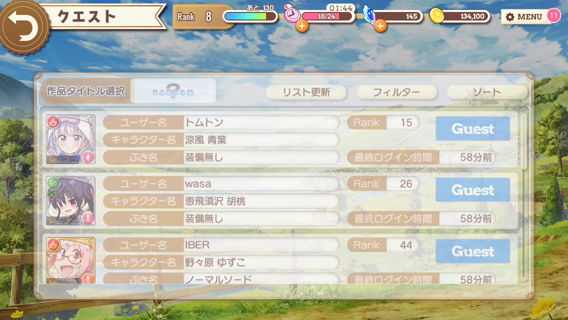 クエスト
Rank 8
あと 130
01:44
18/24
145
134,100
MENU 11
作品タイトル選択
リスト更新
フィルター
ソート
ユーザー名 トムトン Rank 15
キャラクター名 Guest
涼風 青葉
ぶき名 装備無し 最終ログイン時間 58分前
ユーザー名 wasa Rank 26
キャラクター名 Guest
恵飛須沢 胡桃
ぶき名 装備無し 最終ログイン時間 58分前
ユーザー名 IBER Rank 44
キャラクター名 Guest
野々原 ゆずこ
ぶき名 ノーマルソード 最終ログイン時間 58分前